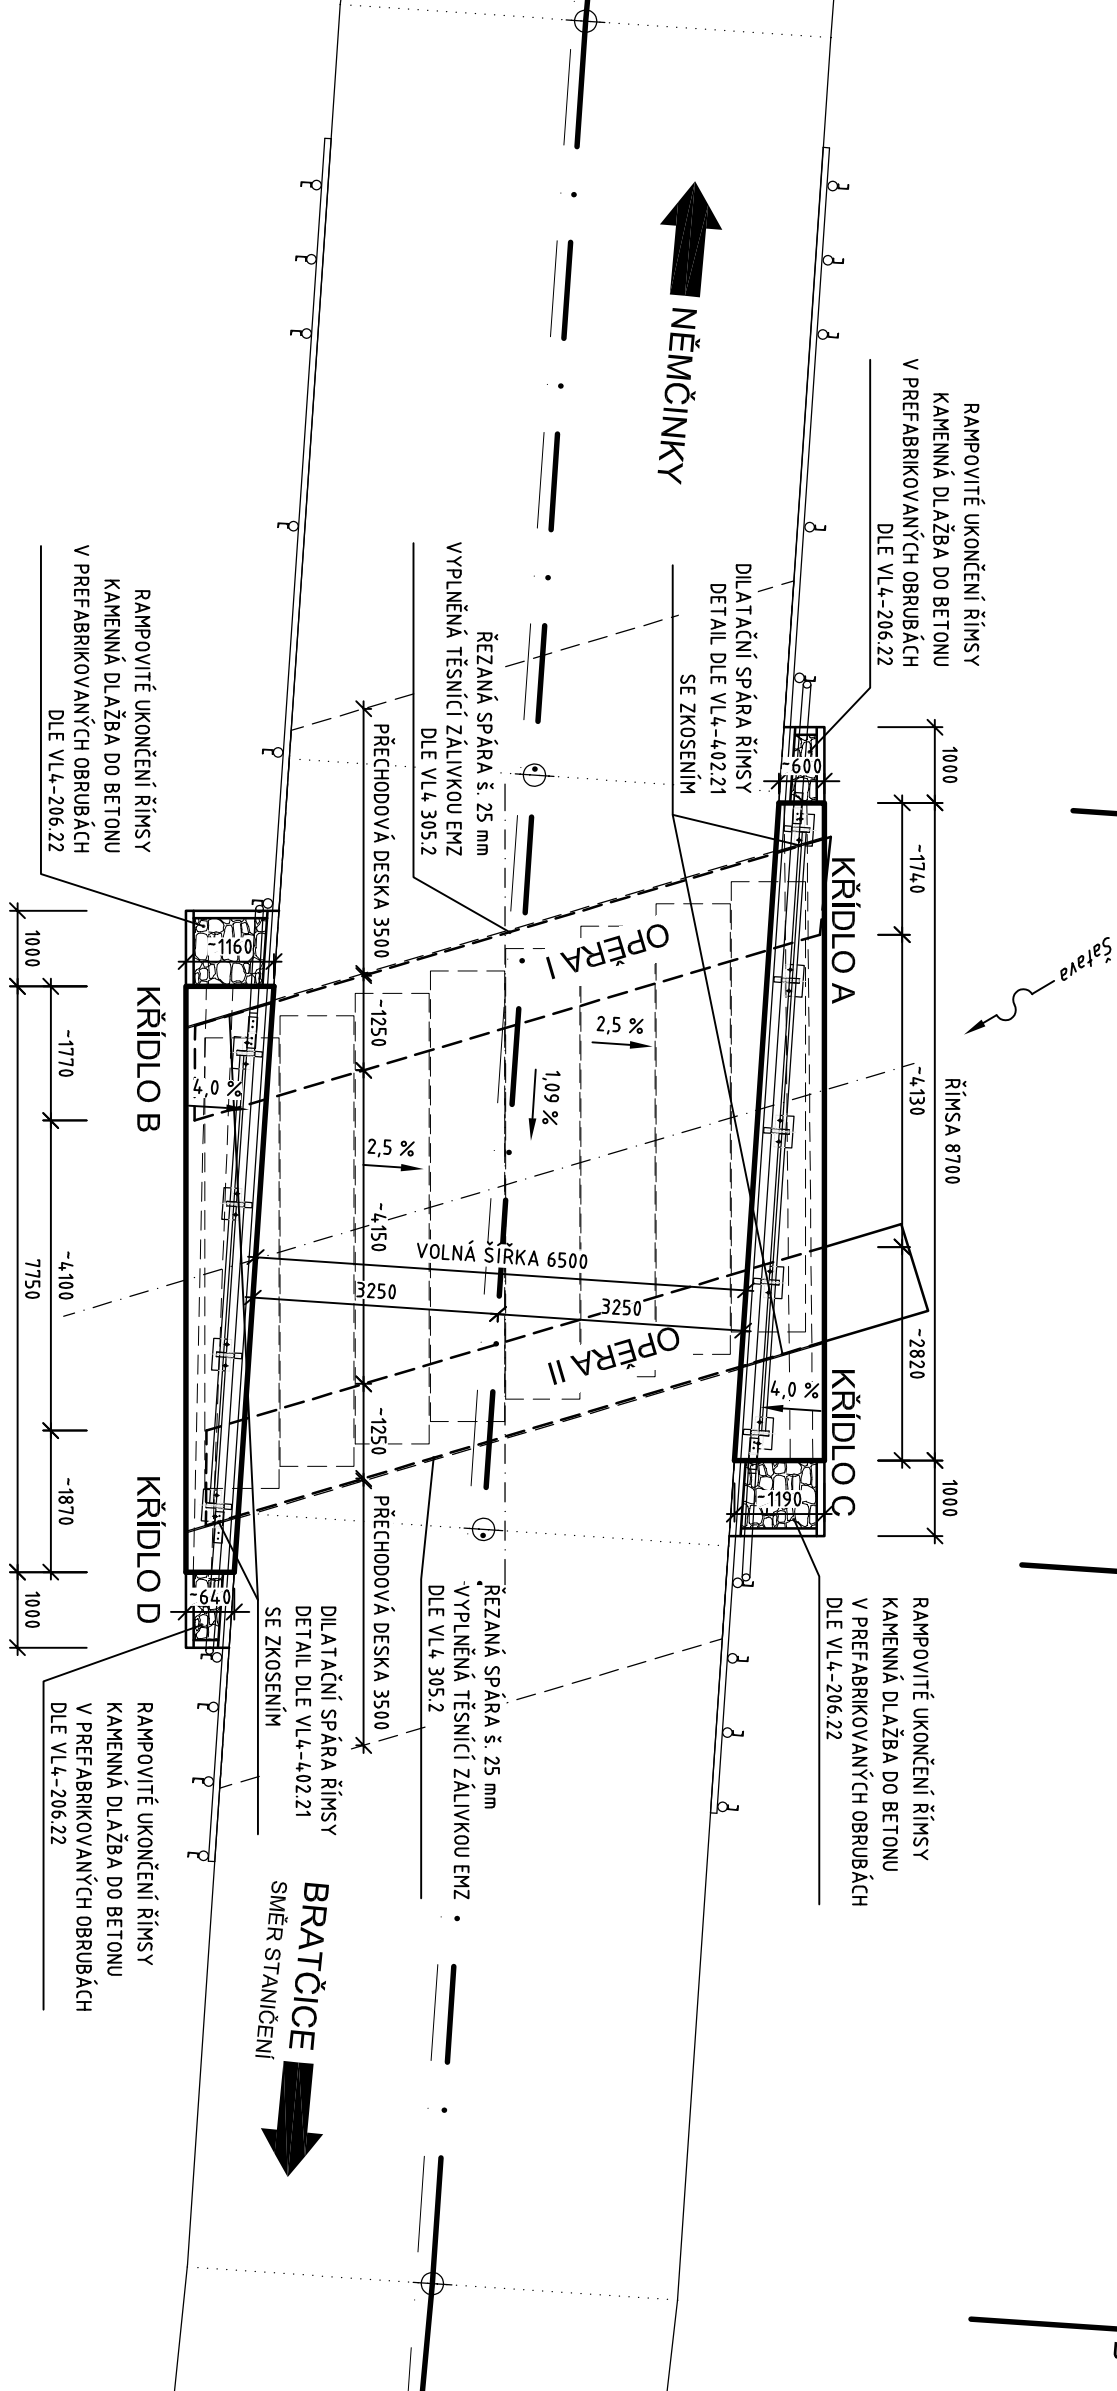 NĚMČINKY
RAMPOVITÉ UKONČENÍ ŘÍMSY
KAMENNÁ DLAŽBA DO BETONU
V PREFABRIKOVANÝCH OBRUBÁCH
DLE VL4-206.22
DILATAČNÍ SPÁRA ŘÍMSY
DETAIL DLE VL4-402.21
SE ZKOSENÍM
ŘEZANÁ SPÁRA š. 25 mm
VYPLNĚNÁ TĚSNÍCÍ ZÁLIVKOU EMZ
DLE VL4 305.2
RAMPOVITÉ UKONČENÍ ŘÍMSY
KAMENNÁ DLAŽBA DO BETONU
V PREFABRIKOVANÝCH OBRUBÁCH
DLE VL4-206.22
1000
~1740
~4130
ŘÍMSA 8700
~2820
1000
~600
~1190
KŘÍDLO A
KŘÍDLO C
Šatava
OPĚRA I
OPĚRA II
2,5 %
1,09 %
2,5 %
4,0 %
4,0 %
PŘECHODOVÁ DESKA 3500
~1250
~4150
~1250
PŘECHODOVÁ DESKA 3500
VOLNÁ ŠÍŘKA 6500
3250
3250
~1160
~640
KŘÍDLO B
KŘÍDLO D
1000
~1770
~4100
7750
~1870
1000
RAMPOVITÉ UKONČENÍ ŘÍMSY
KAMENNÁ DLAŽBA DO BETONU
V PREFABRIKOVANÝCH OBRUBÁCH
DLE VL4-206.22
ŘEZANÁ SPÁRA š. 25 mm
VYPLNĚNÁ TĚSNÍCÍ ZÁLIVKOU EMZ
DLE VL4 305.2
DILATAČNÍ SPÁRA ŘÍMSY
DETAIL DLE VL4-402.21
SE ZKOSENÍM
RAMPOVITÉ UKONČENÍ ŘÍMSY
KAMENNÁ DLAŽBA DO BETONU
V PREFABRIKOVANÝCH OBRUBÁCH
DLE VL4-206.22
BRATČICE
SMĚR STANIČENÍ